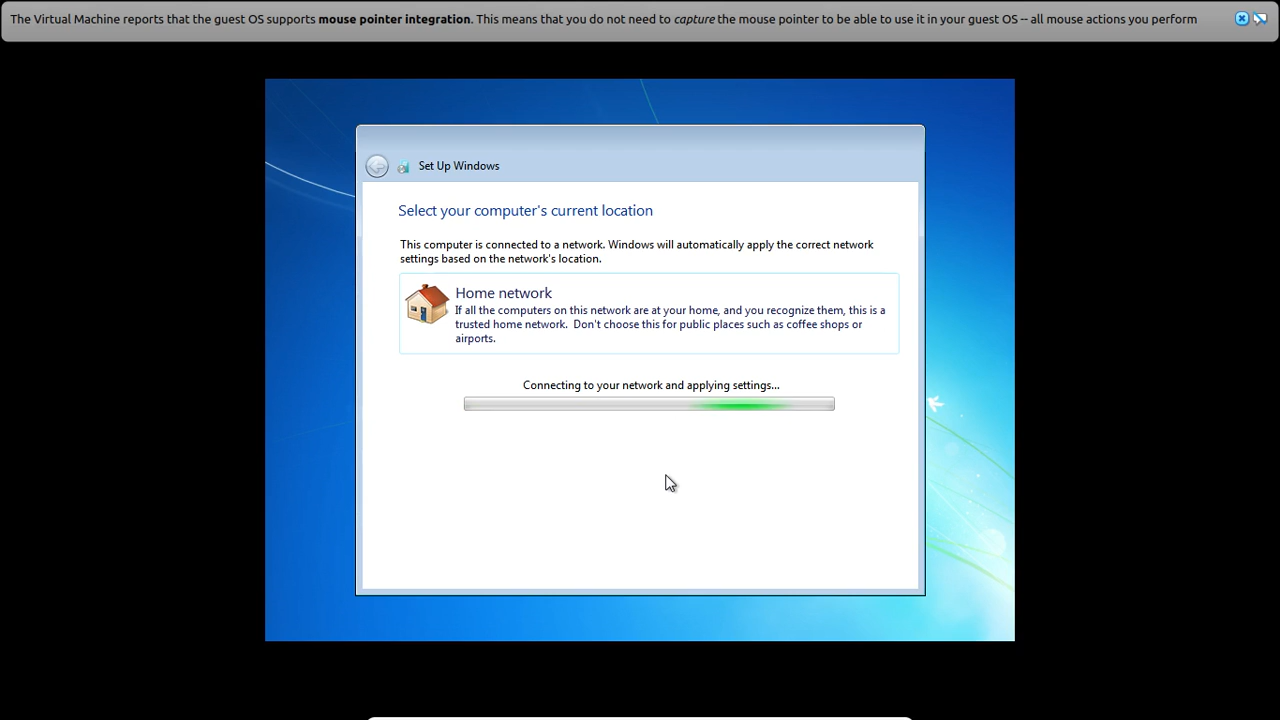 The Virtual Machine reports that the guest OS supports mouse pointer integration. This means that you do not need to capture the mouse pointer to be able to use it in your guest OS -- all mouse actions you perform
Set Up Windows
Select your computer's current location
This computer is connected to a network. Windows will automatically apply the correct network
settings based on the network's location.
Home network
If all the computers on this network are at your home, and you recognize them, this is a
trusted home network. Don't choose this for public places such as coffee shops or
airports.
Connecting to your network and applying settings...